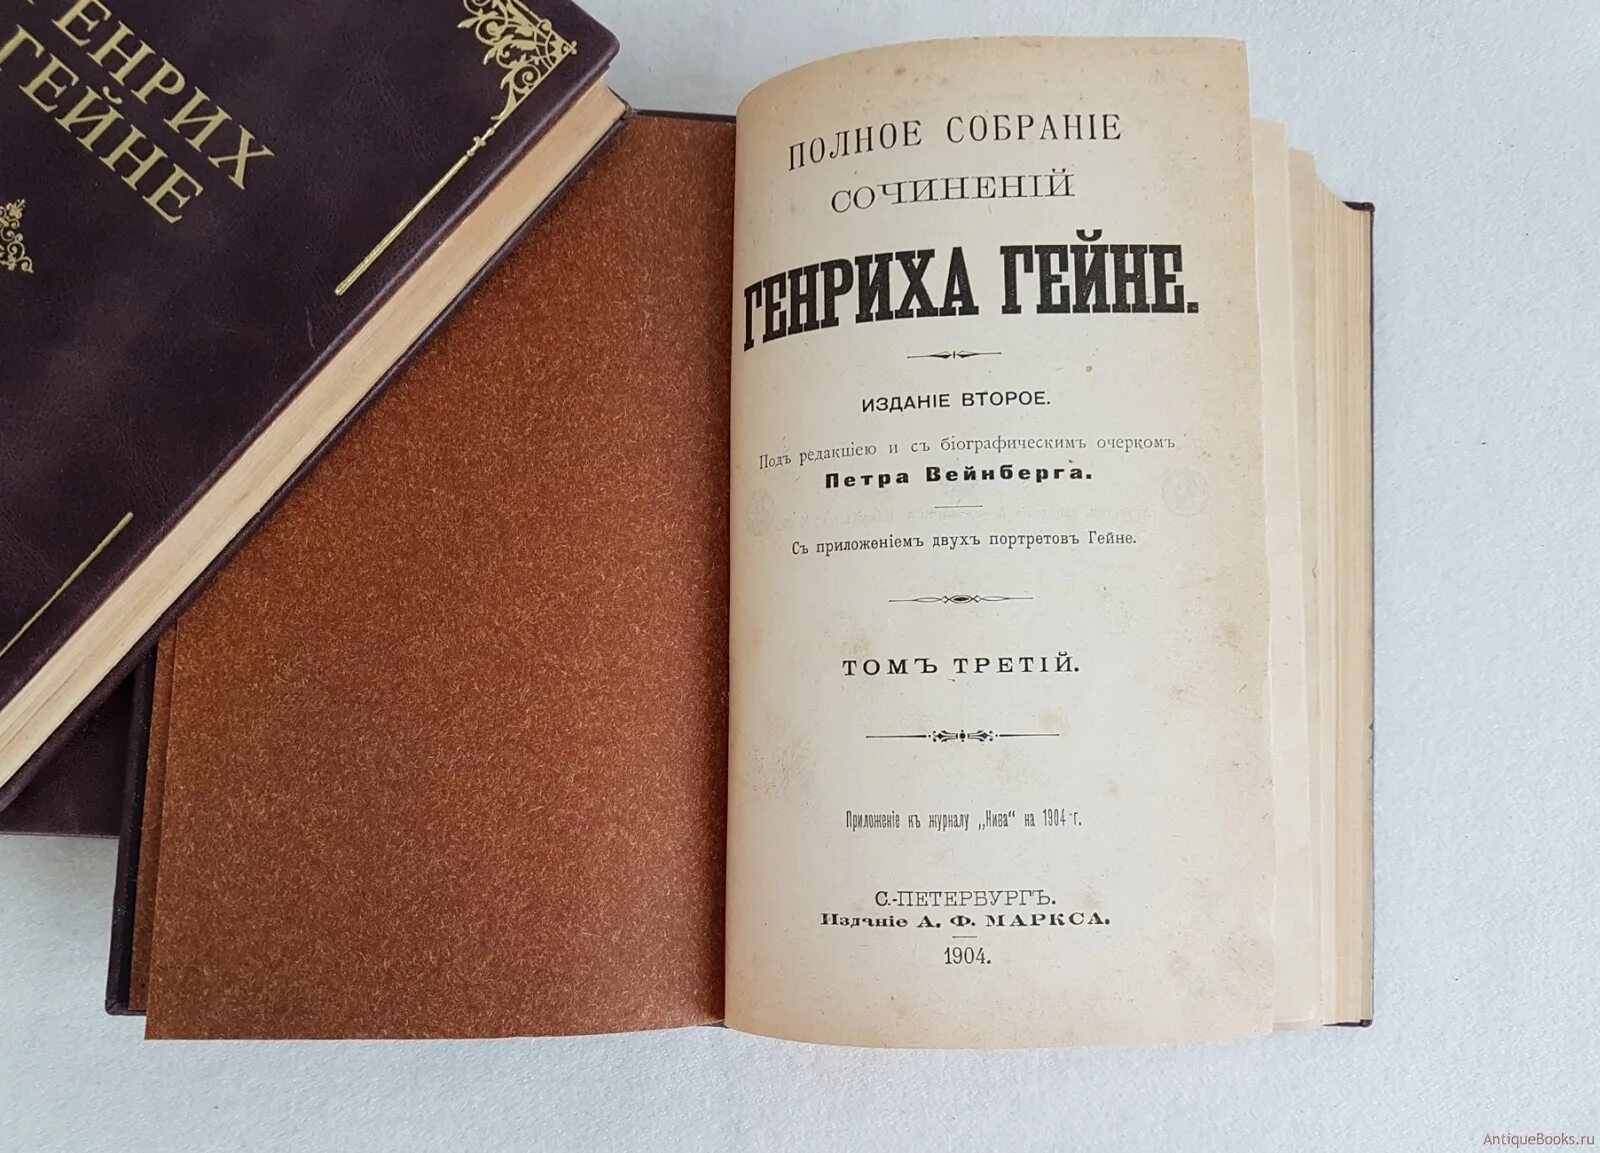 ГЕНРИХ
ГЕЙНЕ
ПОЛНОЕ СОБРАНІЕ
СОЧИНЕНІЙ
ГЕНРИХА ГЕЙНЕ.
ИЗДАНІЕ ВТОРОЕ.
Подъ редакціею и съ біографическимъ очеркомъ
Петра Вейнберга.
Съ приложеніемъ двухъ портретовъ Гейне.
ТОМЪ ТРЕТІЙ.
Приложеніе къ журналу „Нива“ на 1904 г.
С.-ПЕТЕРБУРГЪ.
Изданіе А. Ф. МАРКСА.
1904.
AntiqueBooks.ru